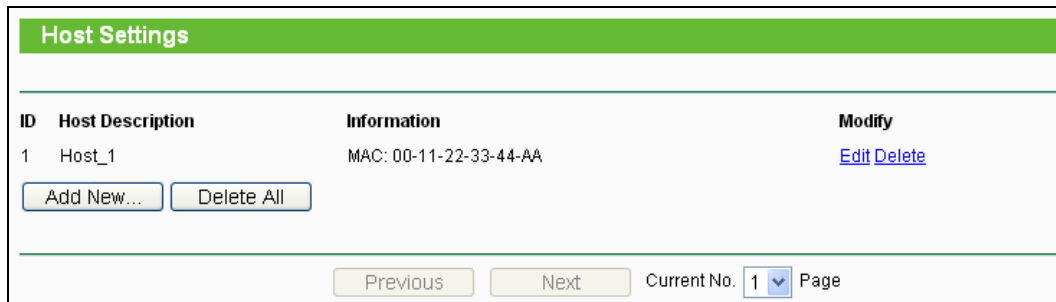 Host Settings
ID Host Description Information Modify
1 Host_1 MAC: 00-11-22-33-44-AA Edit Delete
Add New... Delete All
Previous Next Current No. 1 Page